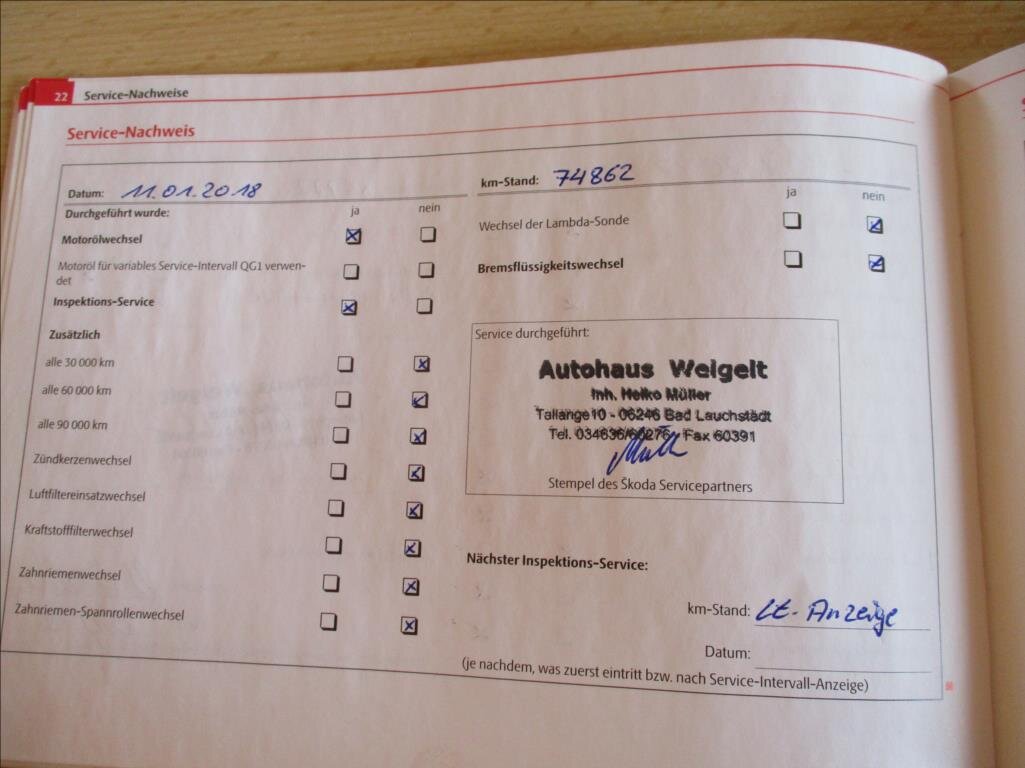 22 Service-Nachweise
Service-Nachweis
Datum: 11.01.2018
Durchgeführt wurde: ja nein
Motorölwechsel
Motoröl für variables Service-Intervall QG1 verwen-
det
Inspektions-Service
Zusätzlich
alle 30 000 km
alle 60 000 km
alle 90 000 km
Zündkerzenwechsel
Luftfiltereinsatzwechsel
Kraftstofffilterwechsel
Zahnriemenwechsel
Zahnriemen-Spannrollenwechsel
km-Stand: 74862
ja nein
Wechsel der Lambda-Sonde
Bremsflüssigkeitswechsel
Service durchgeführt:
Autohaus Weigelt
Inh. Heiko Müller
Tallange 10 - 06246 Bad Lauchstädt
Tel. 034636/60276 Fax 60391
Stempel des Škoda Servicepartners
Nächster Inspektions-Service:
km-Stand: Lt. Anzeige
Datum:
(je nachdem, was zuerst eintritt bzw. nach Service-Intervall-Anzeige)